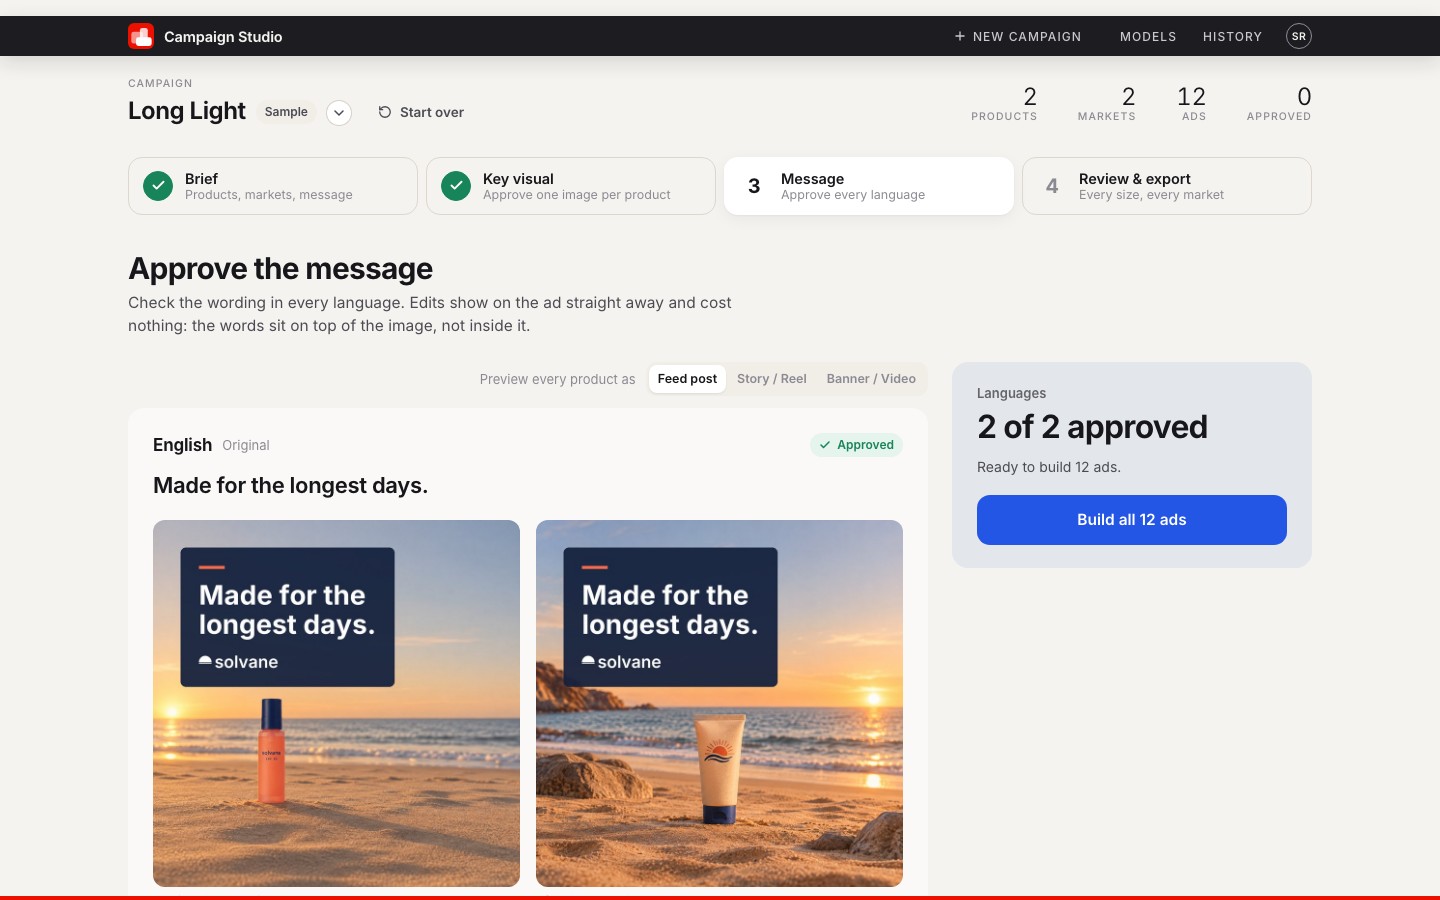 Campaign Studio
NEW CAMPAIGN
MODELS
HISTORY
SR
CAMPAIGN
Long Light
Sample
Start over
2
PRODUCTS
2
MARKETS
12
ADS
0
APPROVED
Brief
Products, markets, message
Key visual
Approve one image per product
3
Message
Approve every language
4
Review & export
Every size, every market
Approve the message
Check the wording in every language. Edits show on the ad straight away and cost
nothing: the words sit on top of the image, not inside it.
Preview every product as
Feed post
Story / Reel
Banner / Video
English
Original
Approved
Made for the longest days.
Made for the
longest days.
solvane
Made for the
longest days.
solvane
Languages
2 of 2 approved
Ready to build 12 ads.
Build all 12 ads